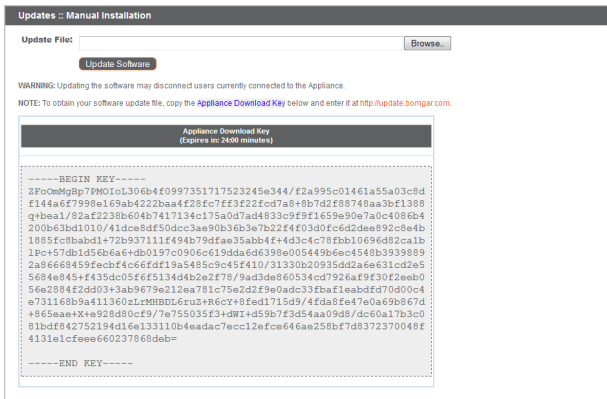 Updates :: Manual Installation
Update File:
Browse..
Update Software
WARNING: Updating the software may disconnect users currently connected to the Appliance.
NOTE: To obtain your software update file, copy the Appliance Download Key below and enter it at http://update.bomgar.com.
Appliance Download Key
(Expires in: 24:00 minutes)
-----BEGIN KEY-----
ZFoOmMgBp7PMOIoL306b4f0997351717523245e344/f2a995c01461a55a03c8d
f144a6f7998e169ab4222baa4f28fc7ff3f22fcd7a8+8b7d2f88748aa3bf1388
q+bea1/82af2238b604b7417134c175a0d7ad4833c9f9f1659e90e7a0c4086b4
200b63bd1010/41dce8df50dcc3ae90b36b3e7b22f4f03d0fc6d2dee892c8e4b
1885fc8babd1+72b937111f494b79dfae35abb4f+4d3c4c78fbb10696d82ca1b
1Pc+57db1d56b6a6+db0197c0906c619dda6d6398e005449b6ec4548b3939889
2a86668459fecbf4c66fdf19a5485c9c45f410/31330b20935dd2a6e631cd2e5
5684e845+f435dc05f6f5134d4b2e2f78/9ad3de860534cd7926af9f30f2eeb0
56e2884f2dd03+3ab9679e212ea781c75e2d2f9e0adc33fbaf1eabdfd70d00c4
e731168b9a411360zLrMHBDL6ruZ+R6cY+8fed1715d9/4fda8fe47e0a69b867d
+865eae+X+e928d80cf9/7e755035f3+dWI+d59b7f3d54aa09d8/dc60a17b3c0
81bdf842752194d16e133110b4eadac7ecc12efce646ae258bf7d8372370048f
4131e1cfeee660237868deb=
-----END KEY-----